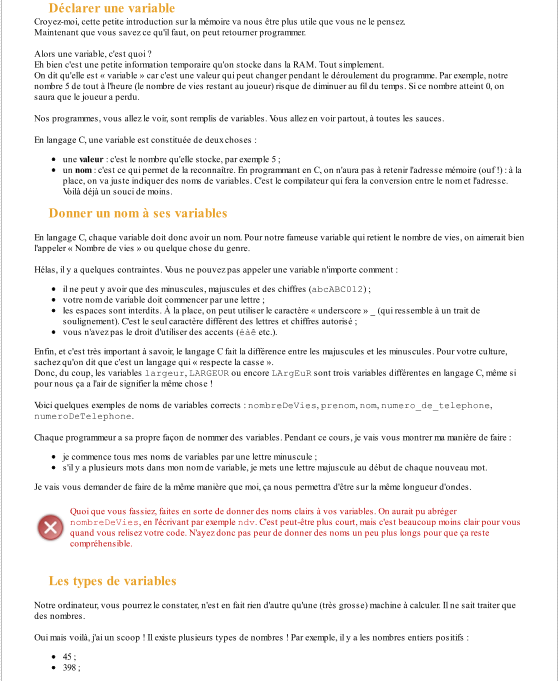 Déclarer une variable
Croyez-moi, cette petite introduction sur la mémoire va nous être plus utile que vous ne le pensez.
Maintenant que vous savez ce qu'il faut, on peut retourner programmer.
Alors une variable, c'est quoi ?
Eh bien c'est une petite information temporaire qu'on stocke dans la RAM. Tout simplement.
On dit qu'elle est « variable » car c'est une valeur qui peut changer pendant le déroulement du programme. Par exemple, notre
nombre 5 de tout à l'heure (le nombre de vies restant au joueur) risque de diminuer au fil du temps. Si ce nombre atteint 0, on
saura que le joueur a perdu.
Nos programmes, vous allez le voir, sont remplis de variables. Vous allez en voir partout, à toutes les sauces.
En langage C, une variable est constituée de deux choses :
• une valeur : c'est le nombre qu'elle stocke, par exemple 5 ;
• un nom : c'est ce qui permet de la reconnaître. En programmant en C, on n'aura pas à retenir l'adresse mémoire (ouf !) : à la
place, on va juste indiquer des noms de variables. C'est le compilateur qui fera la conversion entre le nom et l'adresse.
Voilà déjà un souci de moins.
Donner un nom à ses variables
En langage C, chaque variable doit donc avoir un nom. Pour notre fameuse variable qui retient le nombre de vies, on aimerait bien
l'appeler « Nombre de vies » ou quelque chose du genre.
Hélas, il y a quelques contraintes. Vous ne pouvez pas appeler une variable n'importe comment :
• il ne peut y avoir que des minuscules, majuscules et des chiffres (abcABC012) ;
• votre nom de variable doit commencer par une lettre ;
• les espaces sont interdits. À la place, on peut utiliser le caractère « underscore » _ (qui ressemble à un trait de
soulignement). C'est le seul caractère différent des lettres et chiffres autorisé ;
• vous n'avez pas le droit d'utiliser des accents (éàê etc.).
Enfin, et c'est très important à savoir, le langage C fait la différence entre les majuscules et les minuscules. Pour votre culture,
sachez qu'on dit que c'est un langage qui « respecte la casse ».
Donc, du coup, les variables largeur, LARGEUR ou encore LArgEuR sont trois variables différentes en langage C, même si
pour nous ça a l'air de signifier la même chose !
Voici quelques exemples de noms de variables corrects : nombreDeVies, prenom, nom, numero_de_telephone,
numeroDeTelephone.
Chaque programmeur a sa propre façon de nommer des variables. Pendant ce cours, je vais vous montrer ma manière de faire :
• je commence tous mes noms de variables par une lettre minuscule ;
• s'il y a plusieurs mots dans mon nom de variable, je mets une lettre majuscule au début de chaque nouveau mot.
Je vais vous demander de faire de la même manière que moi, ça nous permettra d'être sur la même longueur d'ondes.
Quoi que vous fassiez, faites en sorte de donner des noms clairs à vos variables. On aurait pu abréger
nombreDeVies, en l'écrivant par exemple ndv. C'est peut-être plus court, mais c'est beaucoup moins clair pour vous
quand vous relisez votre code. N'ayez donc pas peur de donner des noms un peu plus longs pour que ça reste
compréhensible.
Les types de variables
Notre ordinateur, vous pourrez le constater, n'est en fait rien d'autre qu'une (très grosse) machine à calculer. Il ne sait traiter que
des nombres.
Oui mais voilà, j'ai un scoop ! Il existe plusieurs types de nombres ! Par exemple, il y a les nombres entiers positifs :
• 45 ;
• 398 ;